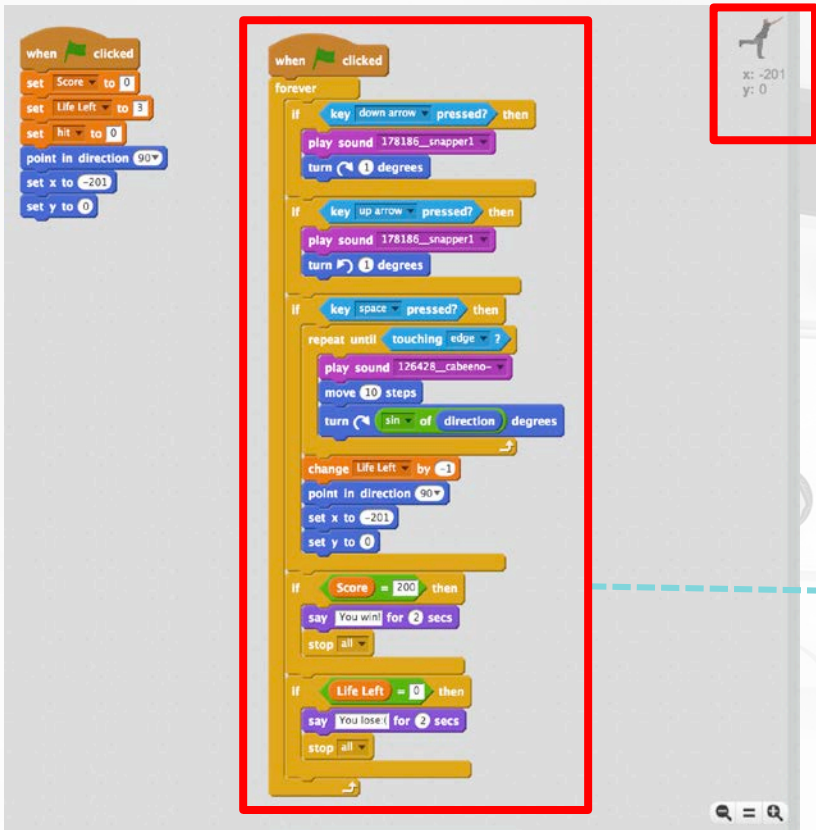 when clicked
set Score to 0
set Life Left to 3
set hit to 0
point in direction 90
set x to -201
set y to 0
when clicked
forever
if key down arrow pressed? then
play sound 178186__snapper1
turn 1 degrees
if key up arrow pressed? then
play sound 178186__snapper1
turn 1 degrees
if key space pressed? then
repeat until touching edge ?
play sound 126428__cabeeno-
move 10 steps
turn sin of direction degrees
change Life Left by -1
point in direction 90
set x to -201
set y to 0
if Score = 200 then
say You win! for 2 secs
stop all
if Life Left = 0 then
say You lose:( for 2 secs
stop all
x: -201
y: 0